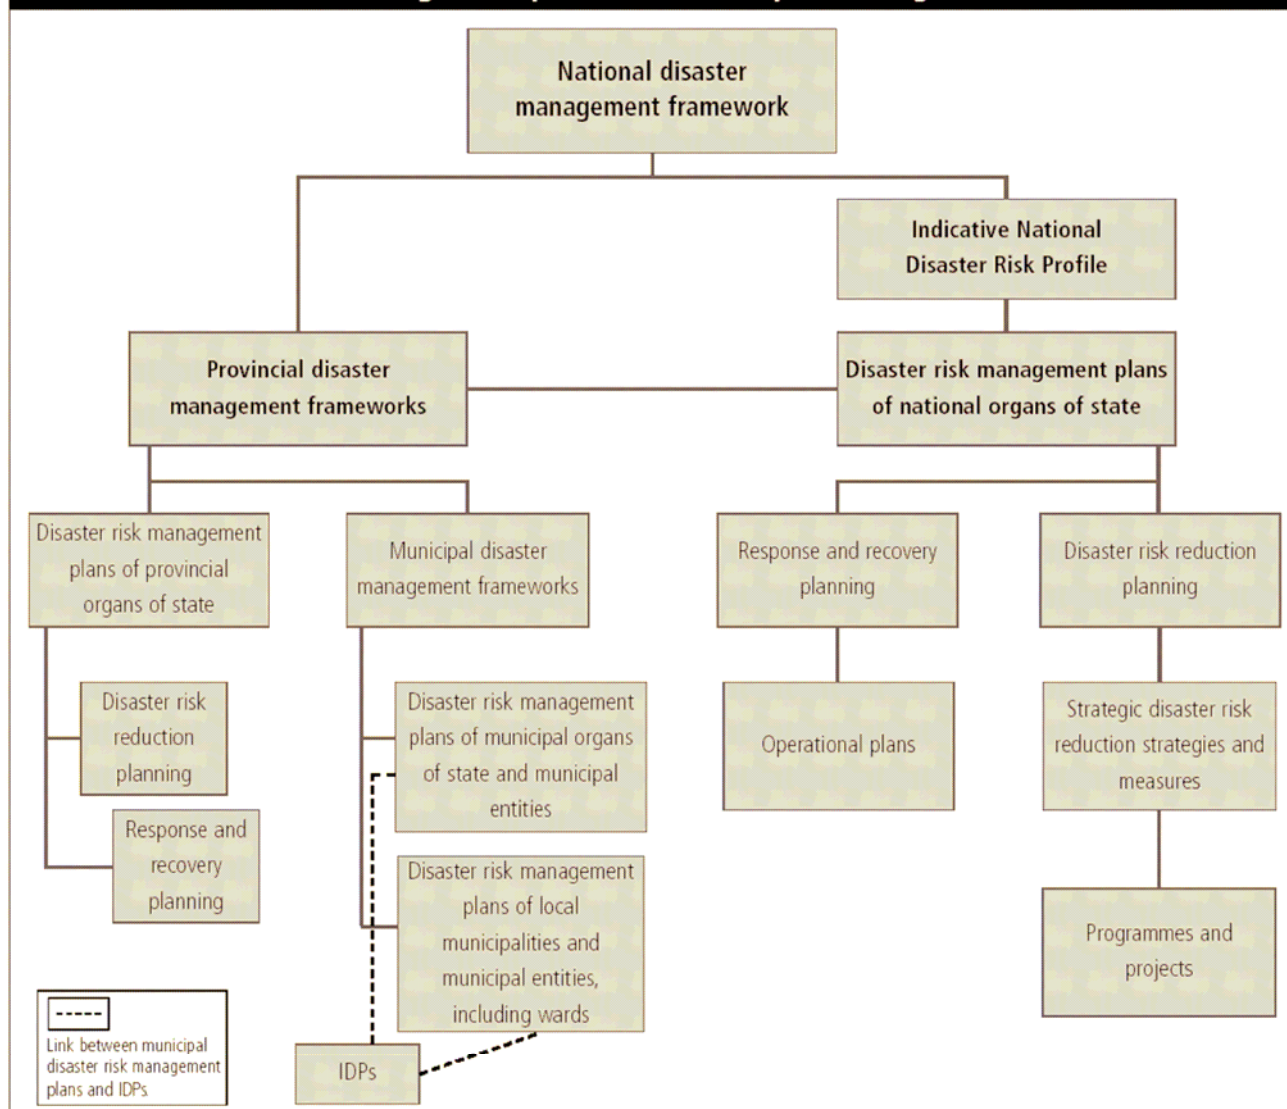 National disaster
management framework
Indicative National
Disaster Risk Profile
Provincial disaster
management frameworks
Disaster risk management plans
of national organs of state
Disaster risk management
plans of provincial
organs of state
Municipal disaster
management frameworks
Response and recovery
planning
Disaster risk reduction
planning
Disaster risk
reduction
planning
Disaster risk management
plans of municipal organs
of state and municipal
entities
Operational plans
Strategic disaster risk
reduction strategies and
measures
Response and
recovery
planning
Disaster risk management
plans of local
municipalities and
municipal entities,
including wards
Programmes and
projects
Link between municipal
disaster risk management
plans and IDPs.
IDPs